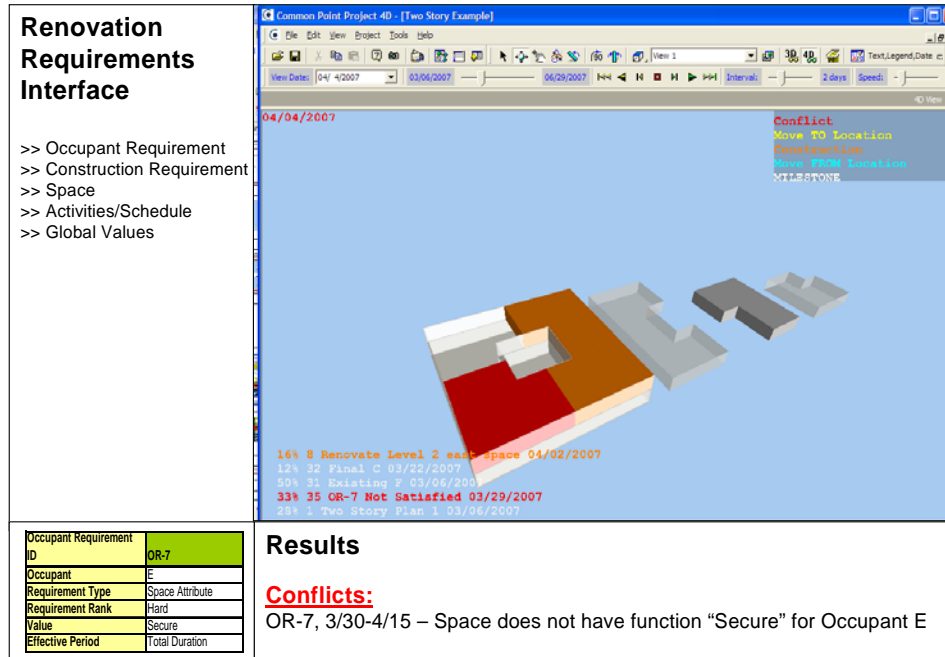 Renovation
Requirements
Interface
>> Occupant Requirement
>> Construction Requirement
>> Space
>> Activities/Schedule
>> Global Values
Common Point Project 4D - [Two Story Example]
File Edit View Project Tools Help
View 1
3D 4D
Text,Legend,Date
View Date: 04/ 4/2007 03/06/2007 06/29/2007 Interval: 2 days Speed:
4D View
04/04/2007
Conflict
Move TO Location
Construction
Move FROM Location
MILESTONE
16% 8 Renovate Level 2 east space 04/02/2007
12% 32 Final C 03/22/2007
50% 31 Existing F 03/06/2007
33% 35 OR-7 Not Satisfied 03/29/2007
28% 1 Two Story Plan 1 03/06/2007
Occupant Requirement
ID OR-7
Occupant E
Requirement Type Space Attribute
Requirement Rank Hard
Value Secure
Effective Period Total Duration
Results
Conflicts:
OR-7, 3/30-4/15 – Space does not have function “Secure” for Occupant E